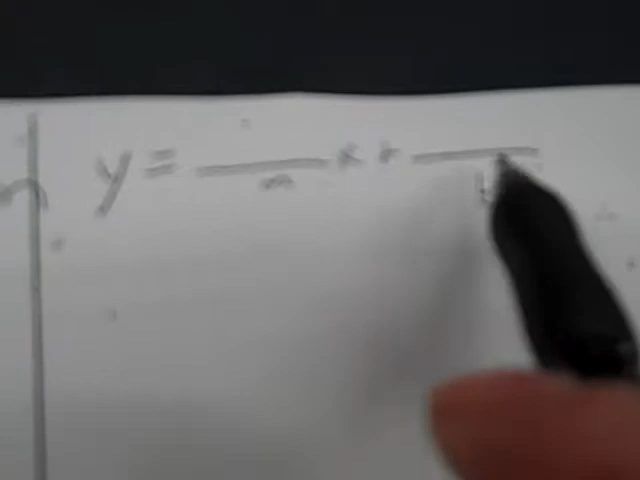 y = ____ x + ____
m b